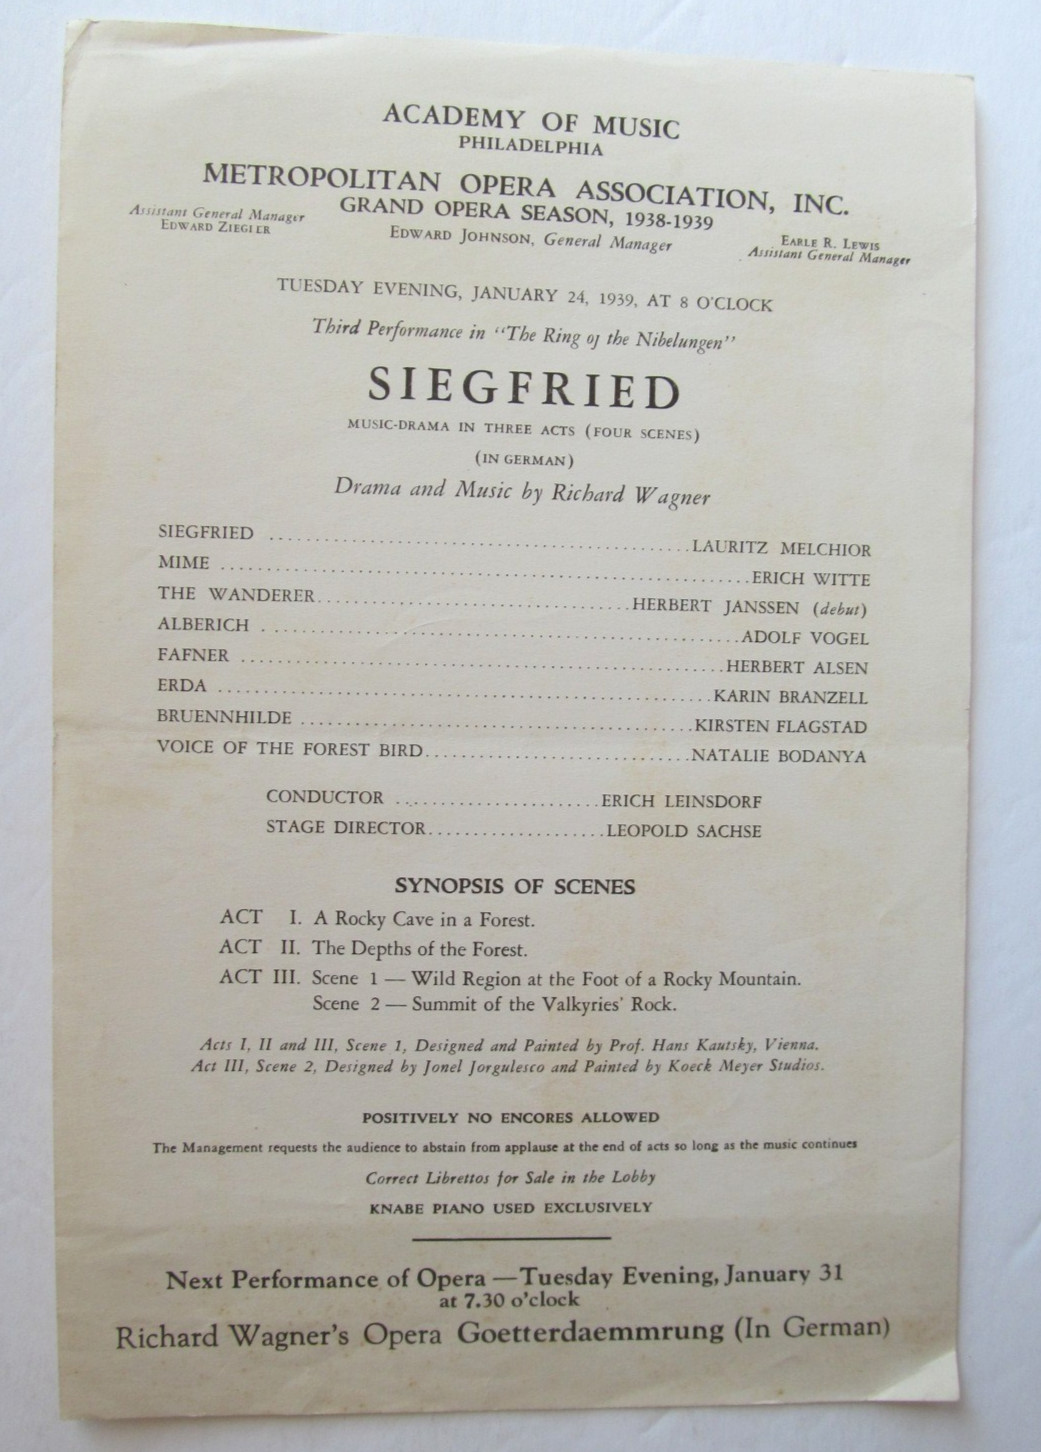 ACADEMY OF MUSIC
PHILADELPHIA
METROPOLITAN OPERA ASSOCIATION, INC.
GRAND OPERA SEASON, 1938-1939
Assistant General Manager
EDWARD ZIEGLER
EDWARD JOHNSON, General Manager
EARLE R. LEWIS
Assistant General Manager
TUESDAY EVENING, JANUARY 24, 1939, AT 8 O'CLOCK
Third Performance in "The Ring of the Nibelungen"
SIEGFRIED
MUSIC-DRAMA IN THREE ACTS (FOUR SCENES)
(IN GERMAN)
Drama and Music by Richard Wagner
SIEGFRIED ........ LAURITZ MELCHIOR
MIME ........ ERICH WITTE
THE WANDERER ........ HERBERT JANSSEN (debut)
ALBERICH ........ ADOLF VOGEL
FAFNER ........ HERBERT ALSEN
ERDA ........ KARIN BRANZELL
BRUENNHILDE ........ KIRSTEN FLAGSTAD
VOICE OF THE FOREST BIRD ........ NATALIE BODANYA
CONDUCTOR ........ ERICH LEINSDORF
STAGE DIRECTOR ........ LEOPOLD SACHSE
SYNOPSIS OF SCENES
ACT I. A Rocky Cave in a Forest.
ACT II. The Depths of the Forest.
ACT III. Scene 1 — Wild Region at the Foot of a Rocky Mountain.
Scene 2 — Summit of the Valkyries' Rock.
Acts I, II and III, Scene 1, Designed and Painted by Prof. Hans Kautsky, Vienna.
Act III, Scene 2, Designed by Jonel Jorgulesco and Painted by Koeck Meyer Studios.
POSITIVELY NO ENCORES ALLOWED
The Management requests the audience to abstain from applause at the end of acts so long as the music continues
Correct Librettos for Sale in the Lobby
KNABE PIANO USED EXCLUSIVELY
Next Performance of Opera — Tuesday Evening, January 31
at 7.30 o'clock
Richard Wagner's Opera Goetterdaemmrung (In German)